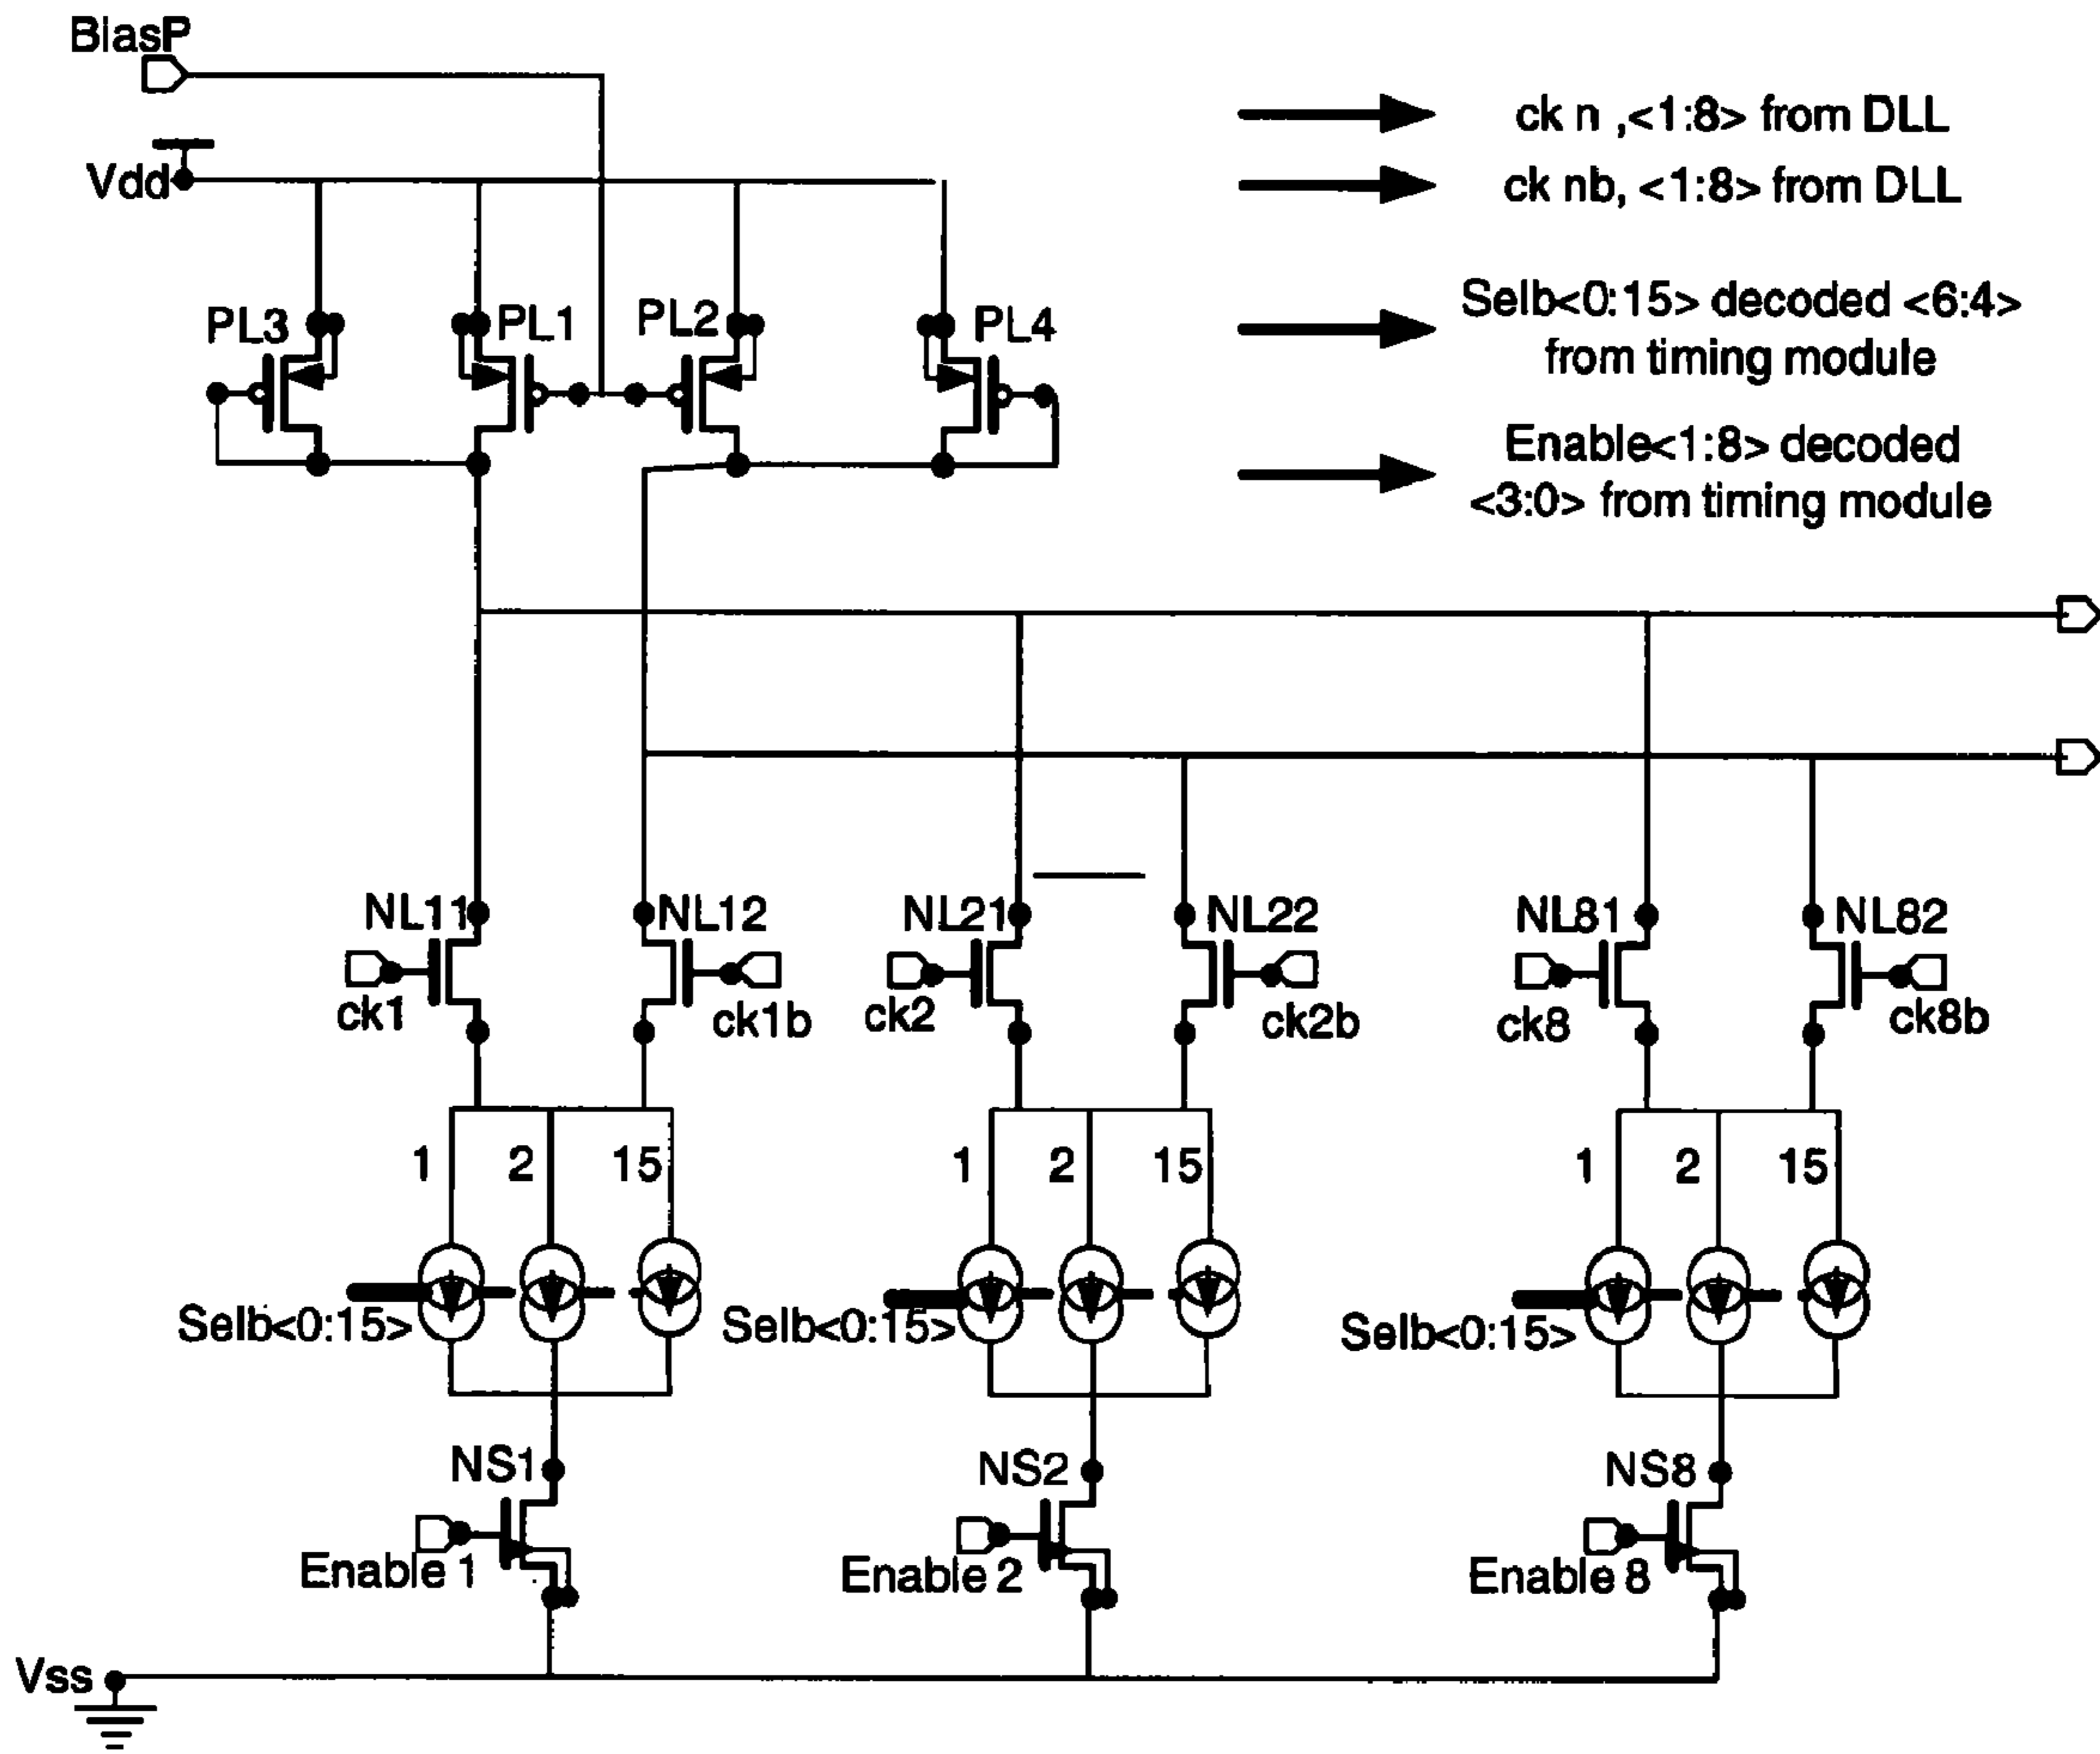 BiasP
Vdd
PL3
PL1
PL2
PL4
ck n ,<1:8> from DLL
ck nb, <1:8> from DLL
Selb<0:15> decoded <6:4>
from timing module
Enable<1:8> decoded
<3:0> from timing module
NL11
NL12
NL21
NL22
NL81
NL82
ck1
ck1b
ck2
ck2b
ck8
ck8b
1
2
15
1
2
15
1
2
15
Selb<0:15>
Selb<0:15>
Selb<0:15>
NS1
NS2
NS8
Enable 1
Enable 2
Enable 8
Vss